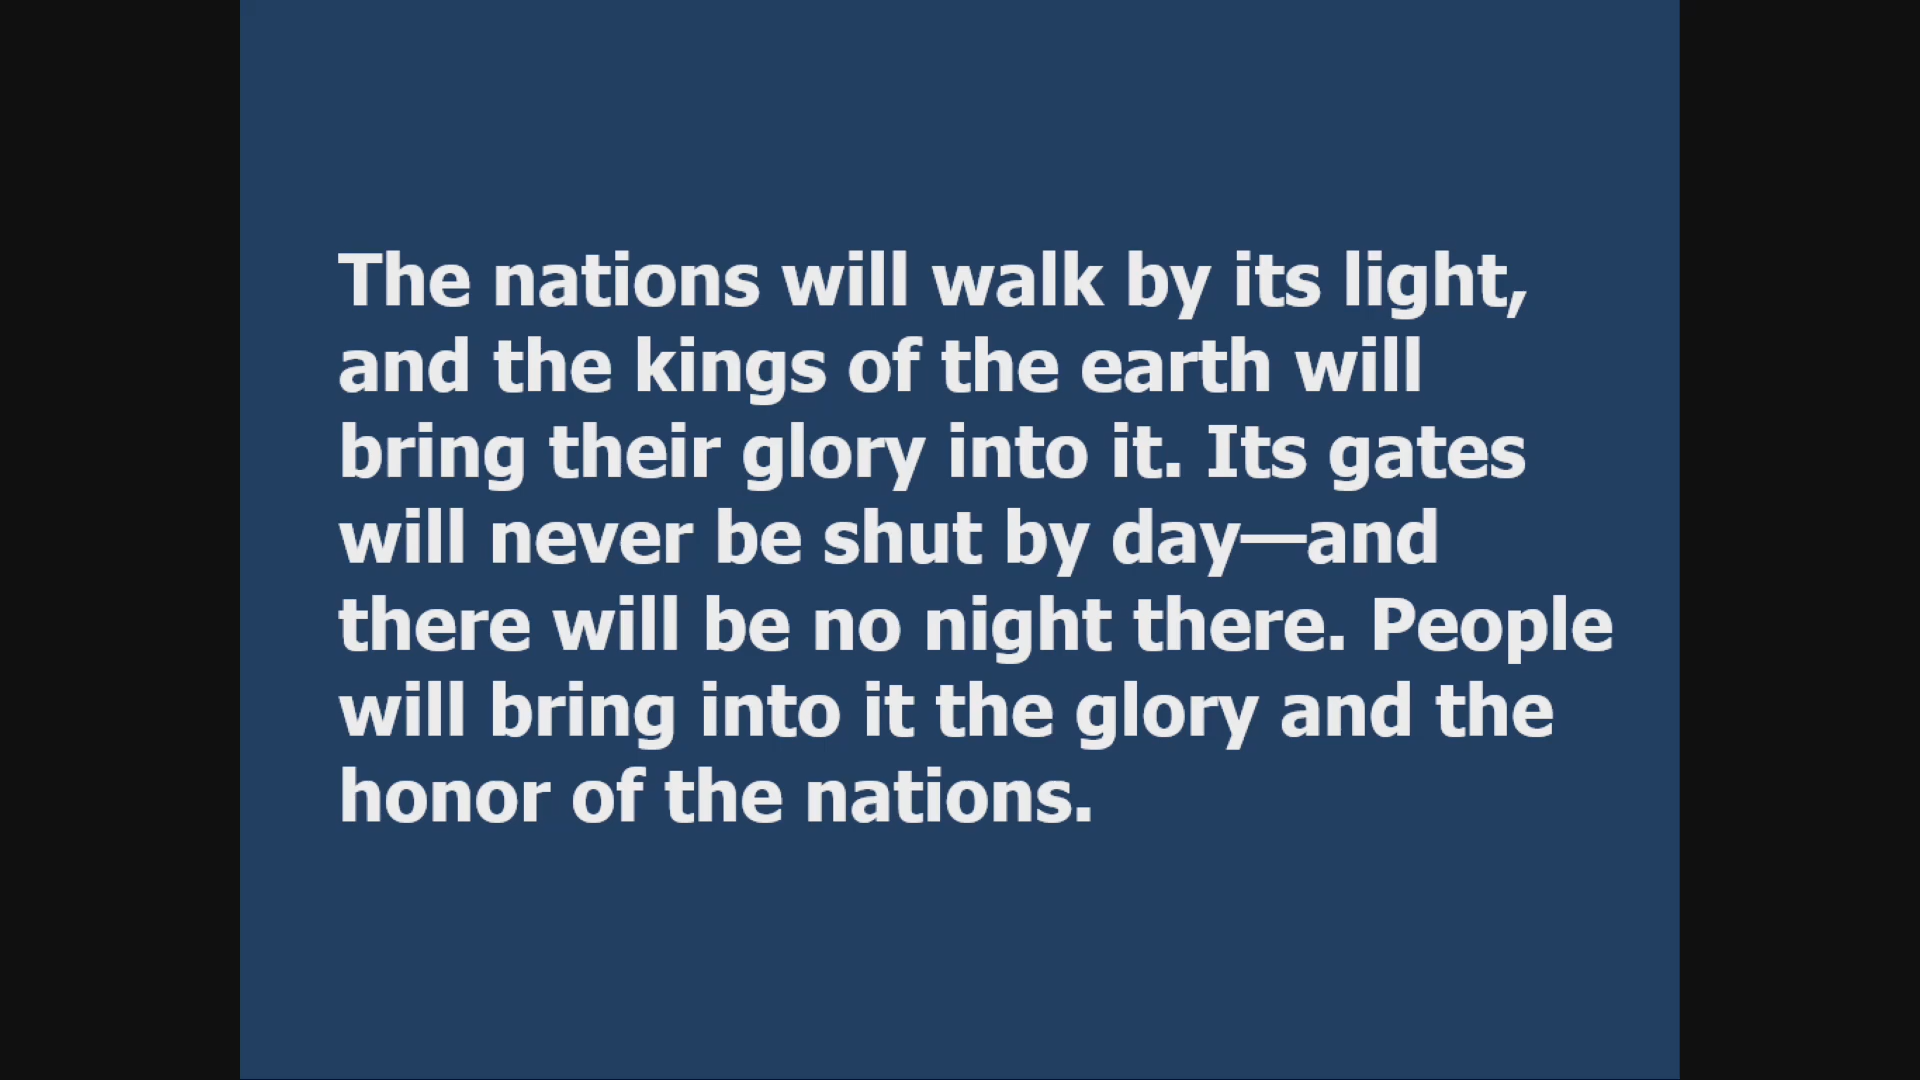 The nations will walk by its light,
and the kings of the earth will
bring their glory into it. Its gates
will never be shut by day—and
there will be no night there. People
will bring into it the glory and the
honor of the nations.